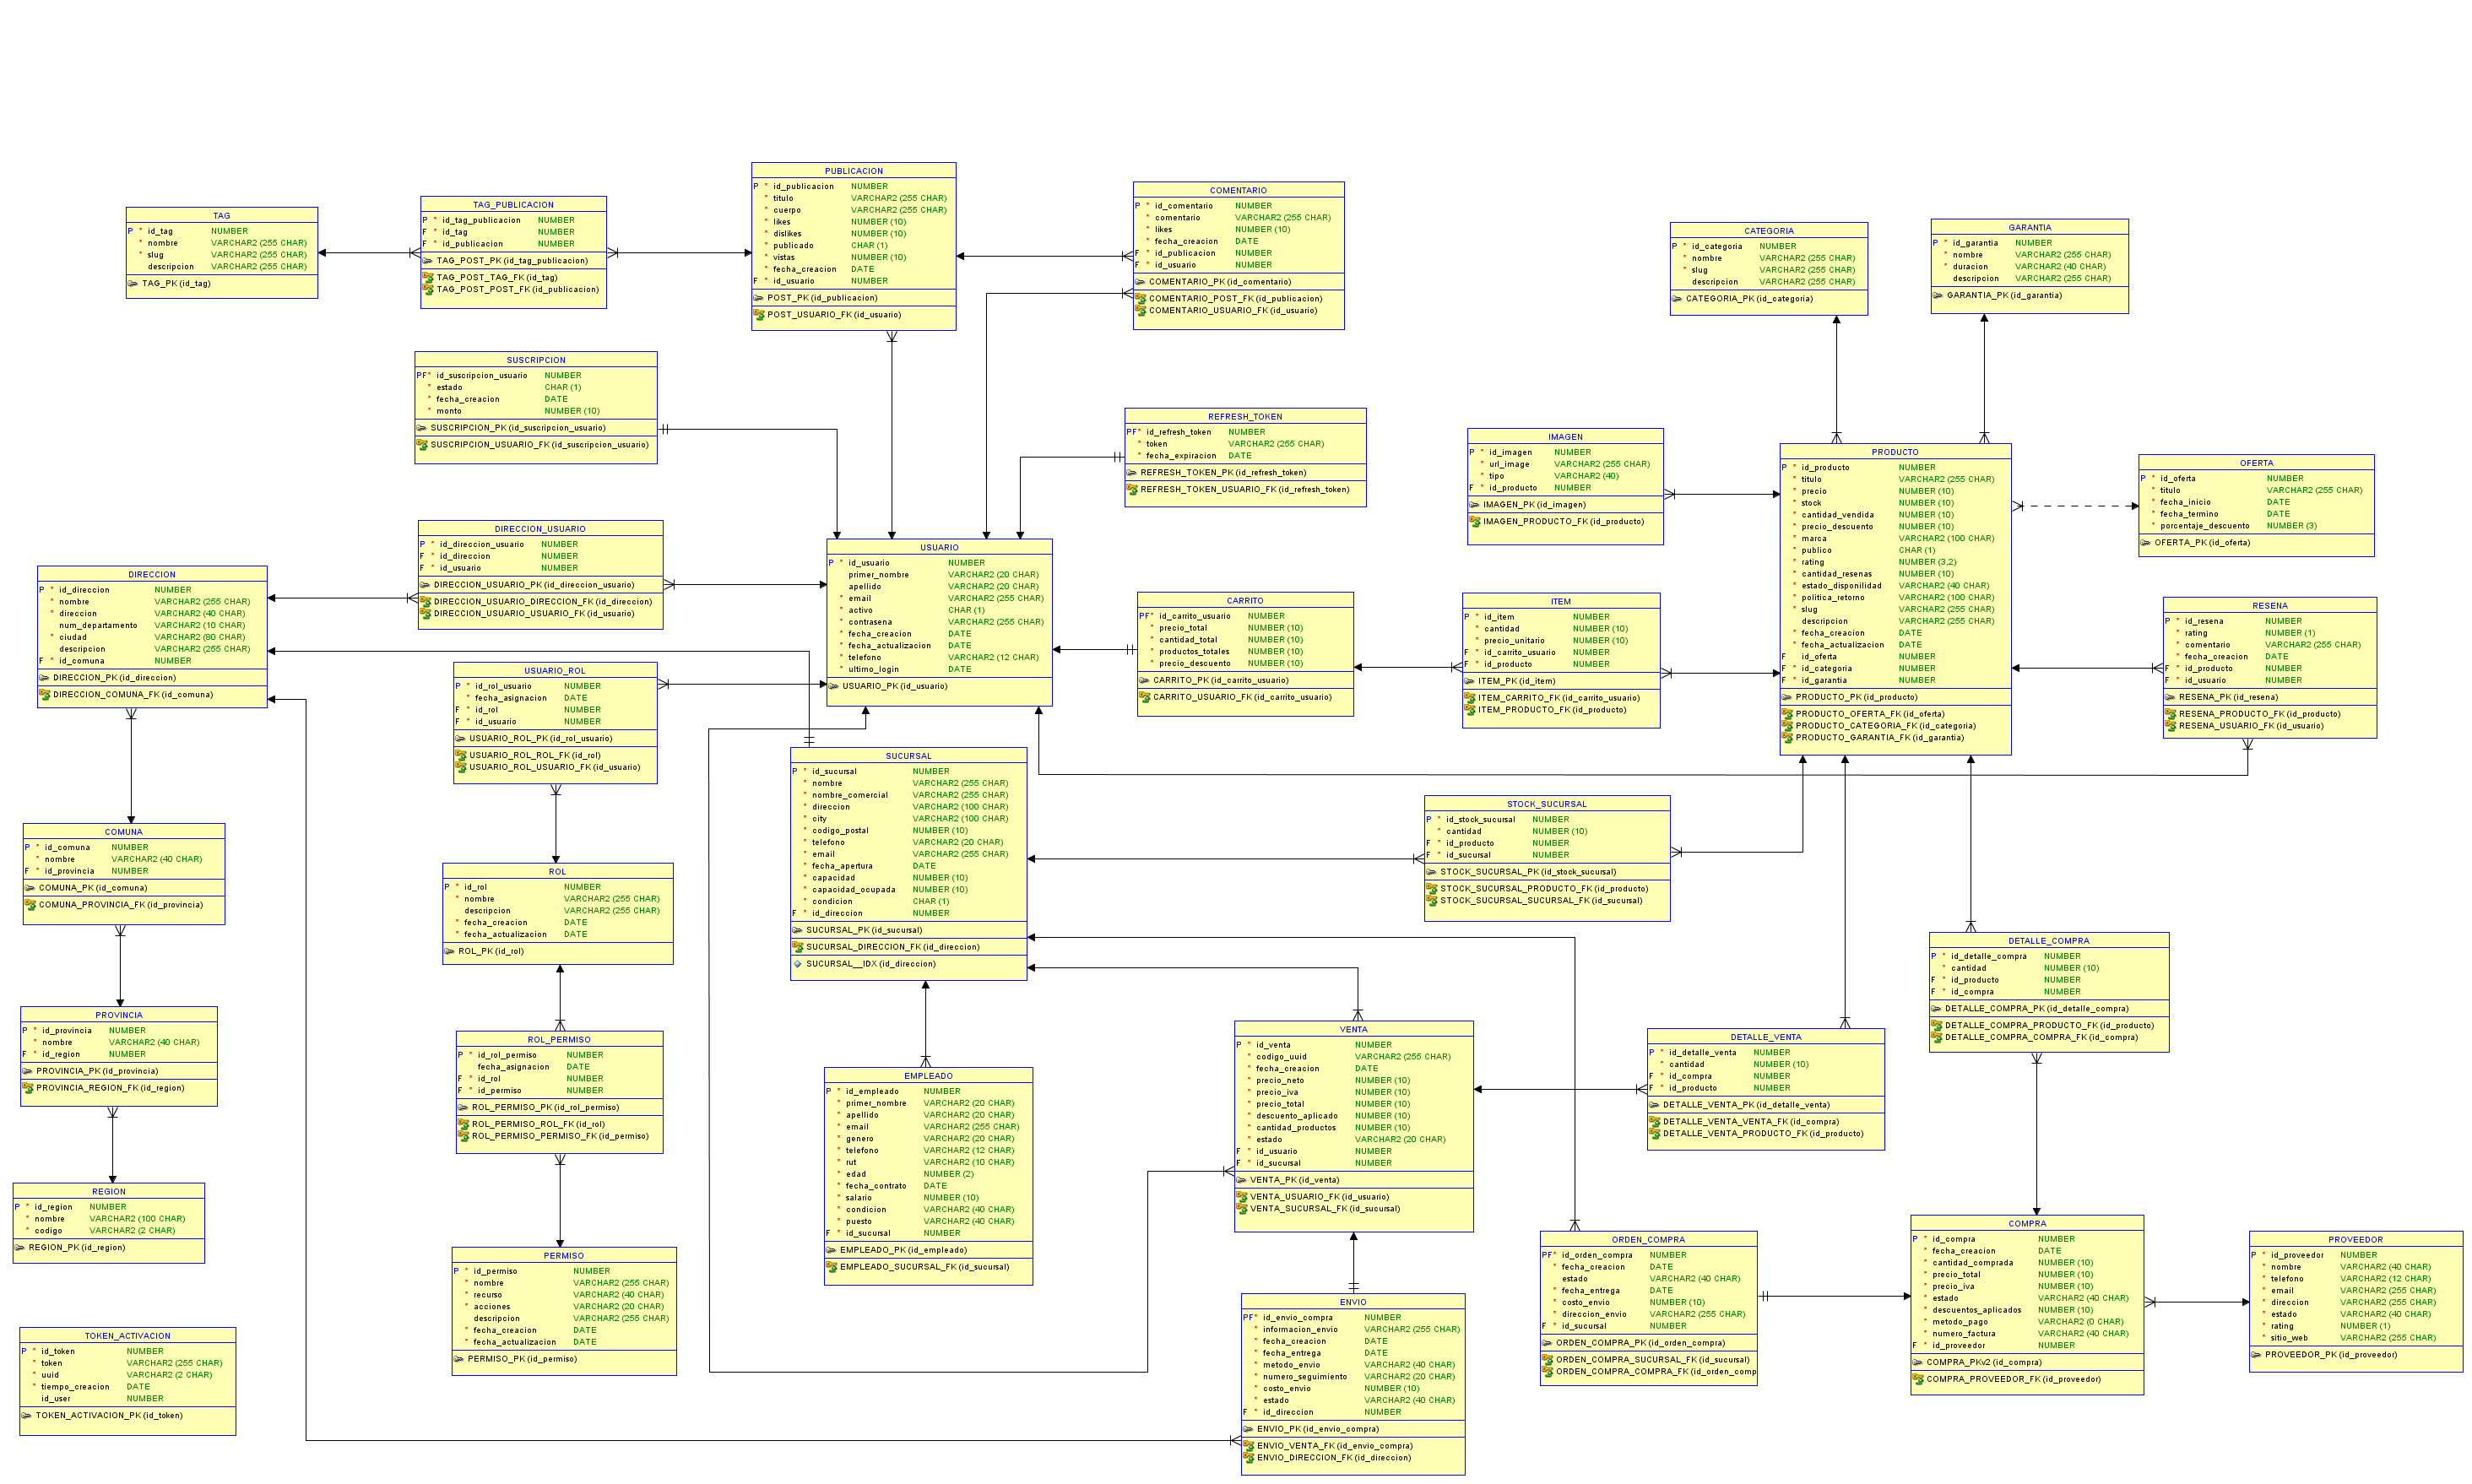 TAG
P * id_tag NUMBER
* nombre VARCHAR2 (255 CHAR)
* slug VARCHAR2 (255 CHAR)
descripcion VARCHAR2 (255 CHAR)
TAG_PK (id_tag)
TAG_PUBLICACION
P * id_tag_publicacion NUMBER
F * id_tag NUMBER
F * id_publicacion NUMBER
TAG_POST_PK (id_tag_publicacion)
TAG_POST_TAG_FK (id_tag)
TAG_POST_POST_FK (id_publicacion)
PUBLICACION
P * id_publicacion NUMBER
* titulo VARCHAR2 (255 CHAR)
* cuerpo VARCHAR2 (255 CHAR)
* likes NUMBER (10)
* dislikes NUMBER (10)
* publicado CHAR (1)
* vistas NUMBER (10)
* fecha_creacion DATE
F * id_usuario NUMBER
POST_PK (id_publicacion)
POST_USUARIO_FK (id_usuario)
COMENTARIO
P * id_comentario NUMBER
* comentario VARCHAR2 (255 CHAR)
* likes NUMBER (10)
* fecha_creacion DATE
F * id_publicacion NUMBER
F * id_usuario NUMBER
COMENTARIO_PK (id_comentario)
COMENTARIO_POST_FK (id_publicacion)
COMENTARIO_USUARIO_FK (id_usuario)
CATEGORIA
P * id_categoria NUMBER
* nombre VARCHAR2 (255 CHAR)
* slug VARCHAR2 (255 CHAR)
descripcion VARCHAR2 (255 CHAR)
CATEGORIA_PK (id_categoria)
GARANTIA
P * id_garantia NUMBER
* nombre VARCHAR2 (255 CHAR)
* duracion VARCHAR2 (40 CHAR)
descripcion VARCHAR2 (255 CHAR)
GARANTIA_PK (id_garantia)
SUSCRIPCION
PF* id_suscripcion_usuario NUMBER
* estado CHAR (1)
* fecha_creacion DATE
* monto NUMBER (10)
SUSCRIPCION_PK (id_suscripcion_usuario)
SUSCRIPCION_USUARIO_FK (id_suscripcion_usuario)
REFRESH_TOKEN
PF* id_refresh_token NUMBER
* token VARCHAR2 (255 CHAR)
* fecha_expiracion DATE
REFRESH_TOKEN_PK (id_refresh_token)
REFRESH_TOKEN_USUARIO_FK (id_refresh_token)
IMAGEN
P * id_imagen NUMBER
* url_image VARCHAR2 (255 CHAR)
* tipo VARCHAR2 (40)
F * id_producto NUMBER
IMAGEN_PK (id_imagen)
IMAGEN_PRODUCTO_FK (id_producto)
PRODUCTO
P * id_producto NUMBER
* titulo VARCHAR2 (255 CHAR)
* precio NUMBER (10)
* stock NUMBER (10)
* cantidad_vendida NUMBER (10)
* precio_descuento NUMBER (10)
* marca VARCHAR2 (100 CHAR)
* publico CHAR (1)
* rating NUMBER (3,2)
* cantidad_resenas NUMBER (10)
* estado_disponilidad VARCHAR2 (40 CHAR)
* politica_retorno VARCHAR2 (100 CHAR)
* slug VARCHAR2 (255 CHAR)
descripcion VARCHAR2 (255 CHAR)
* fecha_creacion DATE
* fecha_actualizacion DATE
F id_oferta NUMBER
F * id_categoria NUMBER
F * id_garantia NUMBER
PRODUCTO_PK (id_producto)
PRODUCTO_OFERTA_FK (id_oferta)
PRODUCTO_CATEGORIA_FK (id_categoria)
PRODUCTO_GARANTIA_FK (id_garantia)
OFERTA
P * id_oferta NUMBER
* titulo VARCHAR2 (255 CHAR)
* fecha_inicio DATE
* fecha_termino DATE
* porcentaje_descuento NUMBER (3)
OFERTA_PK (id_oferta)
DIRECCION_USUARIO
P * id_direccion_usuario NUMBER
F * id_direccion NUMBER
F * id_usuario NUMBER
DIRECCION_USUARIO_PK (id_direccion_usuario)
DIRECCION_USUARIO_DIRECCION_FK (id_direccion)
DIRECCION_USUARIO_USUARIO_FK (id_usuario)
USUARIO
P * id_usuario NUMBER
primer_nombre VARCHAR2 (20 CHAR)
apellido VARCHAR2 (20 CHAR)
* email VARCHAR2 (255 CHAR)
* activo CHAR (1)
* contrasena VARCHAR2 (255 CHAR)
* fecha_creacion DATE
* fecha_actualizacion DATE
* telefono VARCHAR2 (12 CHAR)
* ultimo_login DATE
USUARIO_PK (id_usuario)
DIRECCION
P * id_direccion NUMBER
* nombre VARCHAR2 (255 CHAR)
* direccion VARCHAR2 (40 CHAR)
num_departamento VARCHAR2 (10 CHAR)
* ciudad VARCHAR2 (80 CHAR)
descripcion VARCHAR2 (255 CHAR)
F * id_comuna NUMBER
DIRECCION_PK (id_direccion)
DIRECCION_COMUNA_FK (id_comuna)
CARRITO
PF* id_carrito_usuario NUMBER
* precio_total NUMBER (10)
* cantidad_total NUMBER (10)
* productos_totales NUMBER (10)
* precio_descuento NUMBER (10)
CARRITO_PK (id_carrito_usuario)
CARRITO_USUARIO_FK (id_carrito_usuario)
ITEM
P * id_item NUMBER
* cantidad NUMBER (10)
* precio_unitario NUMBER (10)
F * id_carrito_usuario NUMBER
F * id_producto NUMBER
ITEM_PK (id_item)
ITEM_CARRITO_FK (id_carrito_usuario)
ITEM_PRODUCTO_FK (id_producto)
RESENA
P * id_resena NUMBER
* rating NUMBER (1)
* comentario VARCHAR2 (255 CHAR)
* fecha_creacion DATE
F * id_producto NUMBER
F * id_usuario NUMBER
RESENA_PK (id_resena)
RESENA_PRODUCTO_FK (id_producto)
RESENA_USUARIO_FK (id_usuario)
USUARIO_ROL
P * id_rol_usuario NUMBER
* fecha_asignacion DATE
F * id_rol NUMBER
F * id_usuario NUMBER
USUARIO_ROL_PK (id_rol_usuario)
USUARIO_ROL_ROL_FK (id_rol)
USUARIO_ROL_USUARIO_FK (id_usuario)
SUCURSAL
P * id_sucursal NUMBER
* nombre VARCHAR2 (255 CHAR)
* nombre_comercial VARCHAR2 (255 CHAR)
* direccion VARCHAR2 (100 CHAR)
* city VARCHAR2 (100 CHAR)
* codigo_postal NUMBER (10)
* telefono VARCHAR2 (20 CHAR)
* email VARCHAR2 (255 CHAR)
* fecha_apertura DATE
* capacidad NUMBER (10)
* capacidad_ocupada NUMBER (10)
* condicion CHAR (1)
F * id_direccion NUMBER
SUCURSAL_PK (id_sucursal)
SUCURSAL_DIRECCION_FK (id_direccion)
SUCURSAL__IDX (id_direccion)
STOCK_SUCURSAL
P * id_stock_sucursal NUMBER
* cantidad NUMBER (10)
F * id_producto NUMBER
F * id_sucursal NUMBER
STOCK_SUCURSAL_PK (id_stock_sucursal)
STOCK_SUCURSAL_PRODUCTO_FK (id_producto)
STOCK_SUCURSAL_SUCURSAL_FK (id_sucursal)
COMUNA
P * id_comuna NUMBER
* nombre VARCHAR2 (40 CHAR)
F * id_provincia NUMBER
COMUNA_PK (id_comuna)
COMUNA_PROVINCIA_FK (id_provincia)
ROL
P * id_rol NUMBER
* nombre VARCHAR2 (255 CHAR)
descripcion VARCHAR2 (255 CHAR)
* fecha_creacion DATE
* fecha_actualizacion DATE
ROL_PK (id_rol)
DETALLE_COMPRA
P * id_detalle_compra NUMBER
* cantidad NUMBER (10)
F * id_producto NUMBER
F * id_compra NUMBER
DETALLE_COMPRA_PK (id_detalle_compra)
DETALLE_COMPRA_PRODUCTO_FK (id_producto)
DETALLE_COMPRA_COMPRA_FK (id_compra)
PROVINCIA
P * id_provincia NUMBER
* nombre VARCHAR2 (40 CHAR)
F * id_region NUMBER
PROVINCIA_PK (id_provincia)
PROVINCIA_REGION_FK (id_region)
ROL_PERMISO
P * id_rol_permiso NUMBER
fecha_asignacion DATE
F * id_rol NUMBER
F * id_permiso NUMBER
ROL_PERMISO_PK (id_rol_permiso)
ROL_PERMISO_ROL_FK (id_rol)
ROL_PERMISO_PERMISO_FK (id_permiso)
EMPLEADO
P * id_empleado NUMBER
* primer_nombre VARCHAR2 (20 CHAR)
* apellido VARCHAR2 (20 CHAR)
* email VARCHAR2 (255 CHAR)
* genero VARCHAR2 (20 CHAR)
* telefono VARCHAR2 (12 CHAR)
* rut VARCHAR2 (10 CHAR)
* edad NUMBER (2)
* fecha_contrato DATE
* salario NUMBER (10)
* condicion VARCHAR2 (40 CHAR)
* puesto VARCHAR2 (40 CHAR)
F * id_sucursal NUMBER
EMPLEADO_PK (id_empleado)
EMPLEADO_SUCURSAL_FK (id_sucursal)
VENTA
P * id_venta NUMBER
* codigo_uuid VARCHAR2 (255 CHAR)
* fecha_creacion DATE
* precio_neto NUMBER (10)
* precio_iva NUMBER (10)
* precio_total NUMBER (10)
* descuento_aplicado NUMBER (10)
* cantidad_productos NUMBER (10)
* estado VARCHAR2 (20 CHAR)
F * id_usuario NUMBER
F * id_sucursal NUMBER
VENTA_PK (id_venta)
VENTA_USUARIO_FK (id_usuario)
VENTA_SUCURSAL_FK (id_sucursal)
DETALLE_VENTA
P * id_detalle_venta NUMBER
* cantidad NUMBER (10)
F * id_compra NUMBER
F * id_producto NUMBER
DETALLE_VENTA_PK (id_detalle_venta)
DETALLE_VENTA_VENTA_FK (id_compra)
DETALLE_VENTA_PRODUCTO_FK (id_producto)
REGION
P * id_region NUMBER
* nombre VARCHAR2 (100 CHAR)
* codigo VARCHAR2 (2 CHAR)
REGION_PK (id_region)
PERMISO
P * id_permiso NUMBER
* nombre VARCHAR2 (255 CHAR)
* recurso VARCHAR2 (40 CHAR)
* acciones VARCHAR2 (20 CHAR)
descripcion VARCHAR2 (255 CHAR)
* fecha_creacion DATE
* fecha_actualizacion DATE
PERMISO_PK (id_permiso)
ORDEN_COMPRA
PF* id_orden_compra NUMBER
* fecha_creacion DATE
estado VARCHAR2 (40 CHAR)
* fecha_entrega DATE
* costo_envio NUMBER (10)
* direccion_envio VARCHAR2 (255 CHAR)
F * id_sucursal NUMBER
ORDEN_COMPRA_PK (id_orden_compra)
ORDEN_COMPRA_SUCURSAL_FK (id_sucursal)
ORDEN_COMPRA_COMPRA_FK (id_orden_comp
COMPRA
P * id_compra NUMBER
* fecha_creacion DATE
* cantidad_comprada NUMBER (10)
* precio_total NUMBER (10)
* precio_iva NUMBER (10)
* estado VARCHAR2 (40 CHAR)
* descuentos_aplicados NUMBER (10)
* metodo_pago VARCHAR2 (0 CHAR)
* numero_factura VARCHAR2 (40 CHAR)
F * id_proveedor NUMBER
COMPRA_PKv2 (id_compra)
COMPRA_PROVEEDOR_FK (id_proveedor)
PROVEEDOR
P * id_proveedor NUMBER
* nombre VARCHAR2 (40 CHAR)
* telefono VARCHAR2 (12 CHAR)
* email VARCHAR2 (255 CHAR)
* direccion VARCHAR2 (255 CHAR)
* estado VARCHAR2 (40 CHAR)
* rating NUMBER (1)
* sitio_web VARCHAR2 (255 CHAR)
PROVEEDOR_PK (id_proveedor)
ENVIO
PF* id_envio_compra NUMBER
* informacion_envio VARCHAR2 (255 CHAR)
* fecha_creacion DATE
* fecha_entrega DATE
* metodo_envio VARCHAR2 (40 CHAR)
* numero_seguimiento VARCHAR2 (20 CHAR)
* costo_envio NUMBER (10)
* estado VARCHAR2 (40 CHAR)
F * id_direccion NUMBER
ENVIO_PK (id_envio_compra)
ENVIO_VENTA_FK (id_envio_compra)
ENVIO_DIRECCION_FK (id_direccion)
TOKEN_ACTIVACION
P * id_token NUMBER
* token VARCHAR2 (255 CHAR)
* uuid VARCHAR2 (2 CHAR)
* tiempo_creacion DATE
id_user NUMBER
TOKEN_ACTIVACION_PK (id_token)